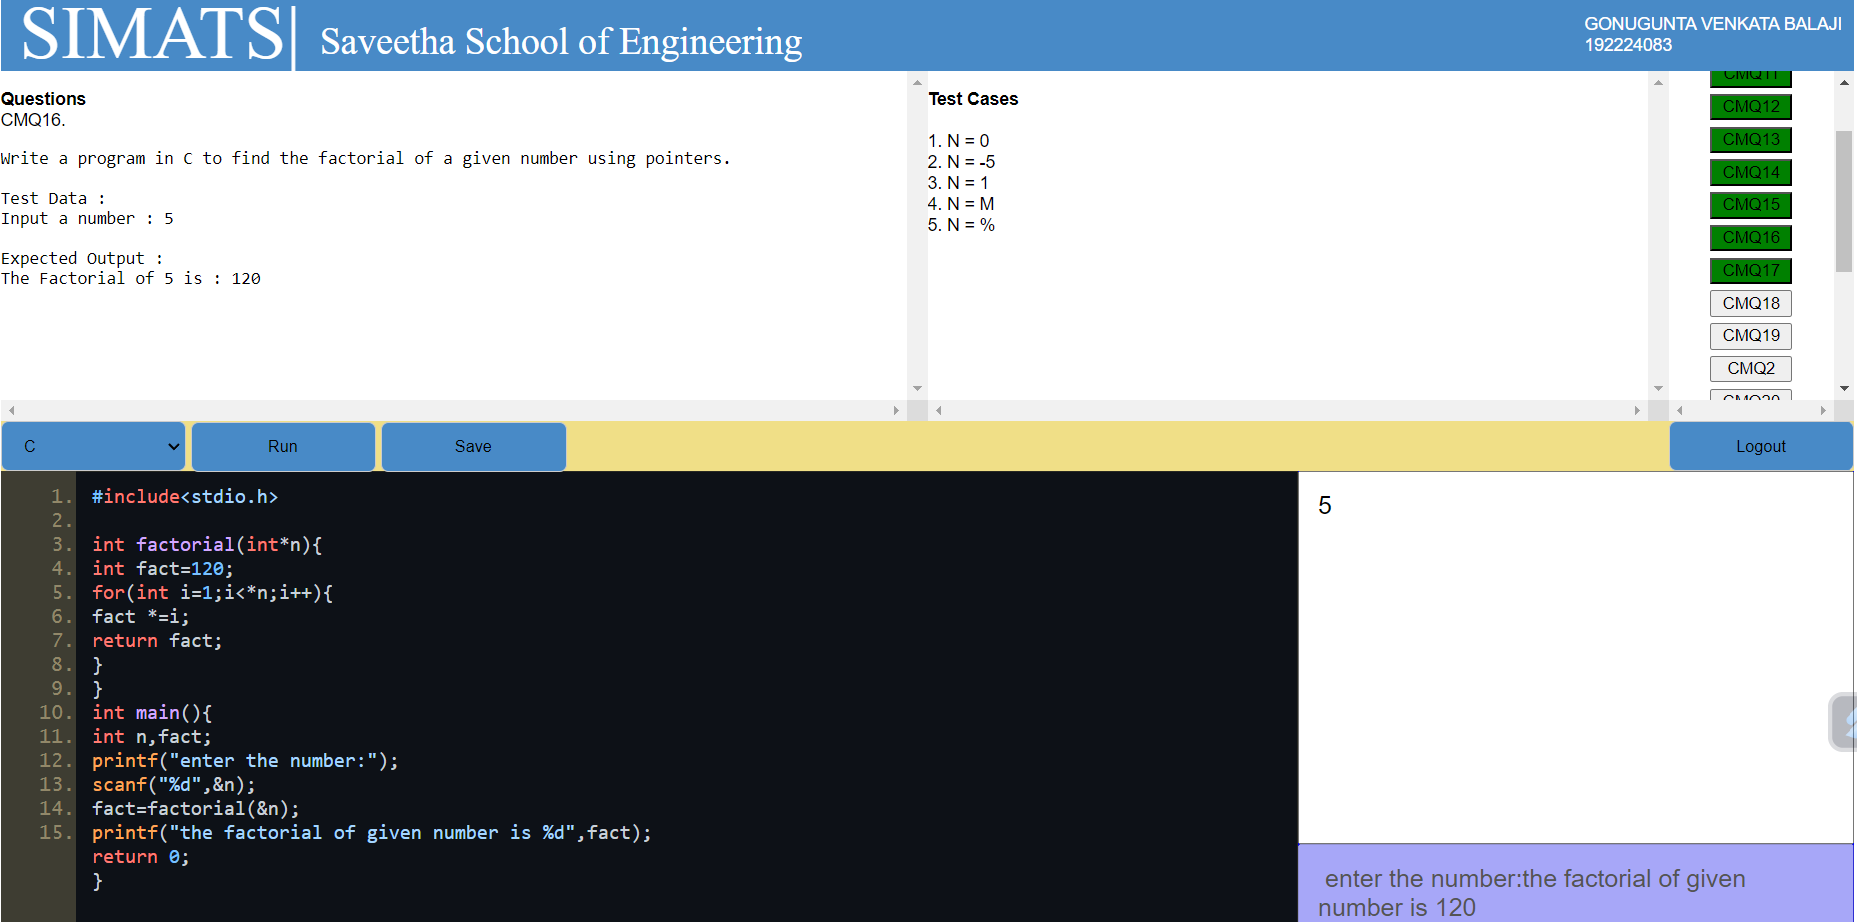 SIMATS| Saveetha School of Engineering
GONUGUNTA VENKATA BALAJI
192224083
Questions
CMQ16.
Write a program in C to find the factorial of a given number using pointers.
Test Data :
Input a number : 5
Expected Output :
The Factorial of 5 is : 120
Test Cases
1. N = 0
2. N = -5
3. N = 1
4. N = M
5. N = %
CMQ11
CMQ12
CMQ13
CMQ14
CMQ15
CMQ16
CMQ17
CMQ18
CMQ19
CMQ2
CMQ20
C
Run
Save
Logout
1. #include<stdio.h>
2.
3. int factorial(int*n){
4. int fact=120;
5. for(int i=1;i<*n;i++){
6. fact *=i;
7. return fact;
8. }
9. }
10. int main(){
11. int n,fact;
12. printf("enter the number:");
13. scanf("%d",&n);
14. fact=factorial(&n);
15. printf("the factorial of given number is %d",fact);
return 0;
}
5
enter the number:the factorial of given
number is 120